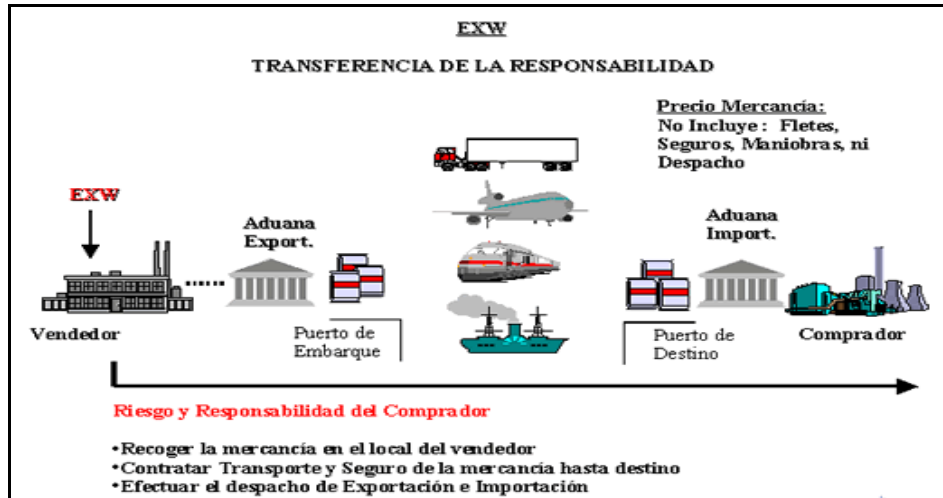 EXW
TRANSFERENCIA DE LA RESPONSABILIDAD
Precio Mercancía:
No Incluye : Fletes,
Seguros, Maniobras, ni
Despacho
EXW
Aduana
Export.
Aduana
Import.
Vendedor
Puerto de
Embarque
Puerto de
Destino
Comprador
Riesgo y Responsabilidad del Comprador
•Recoger la mercancía en el local del vendedor
•Contratar Transporte y Seguro de la mercancía hasta destino
•Efectuar el despacho de Exportación e Importación